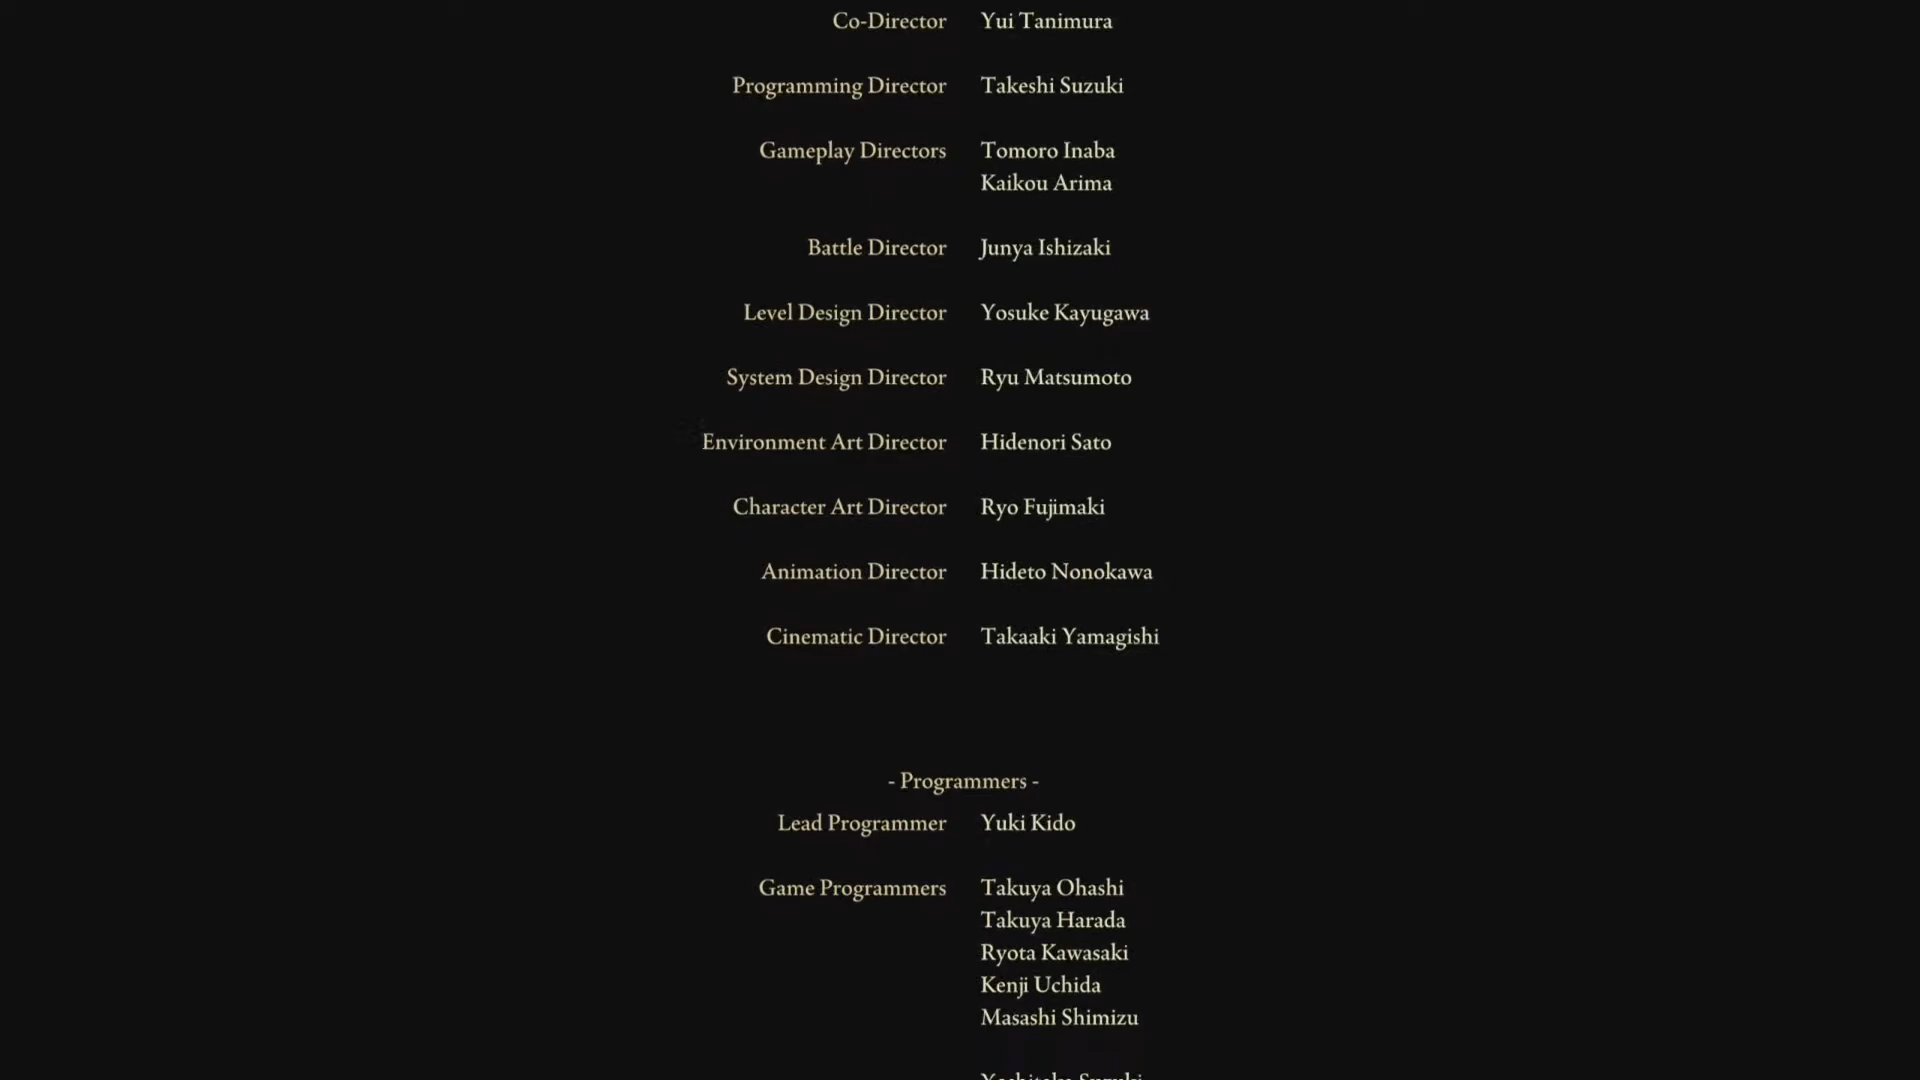 Co-Director Yui Tanimura
Programming Director Takeshi Suzuki
Gameplay Directors Tomoro Inaba
Kaikou Arima
Battle Director Junya Ishizaki
Level Design Director Yosuke Kayugawa
System Design Director Ryu Matsumoto
Environment Art Director Hidenori Sato
Character Art Director Ryo Fujimaki
Animation Director Hideto Nonokawa
Cinematic Director Takaaki Yamagishi
- Programmers -
Lead Programmer Yuki Kido
Game Programmers Takuya Ohashi
Takuya Harada
Ryota Kawasaki
Kenji Uchida
Masashi Shimizu